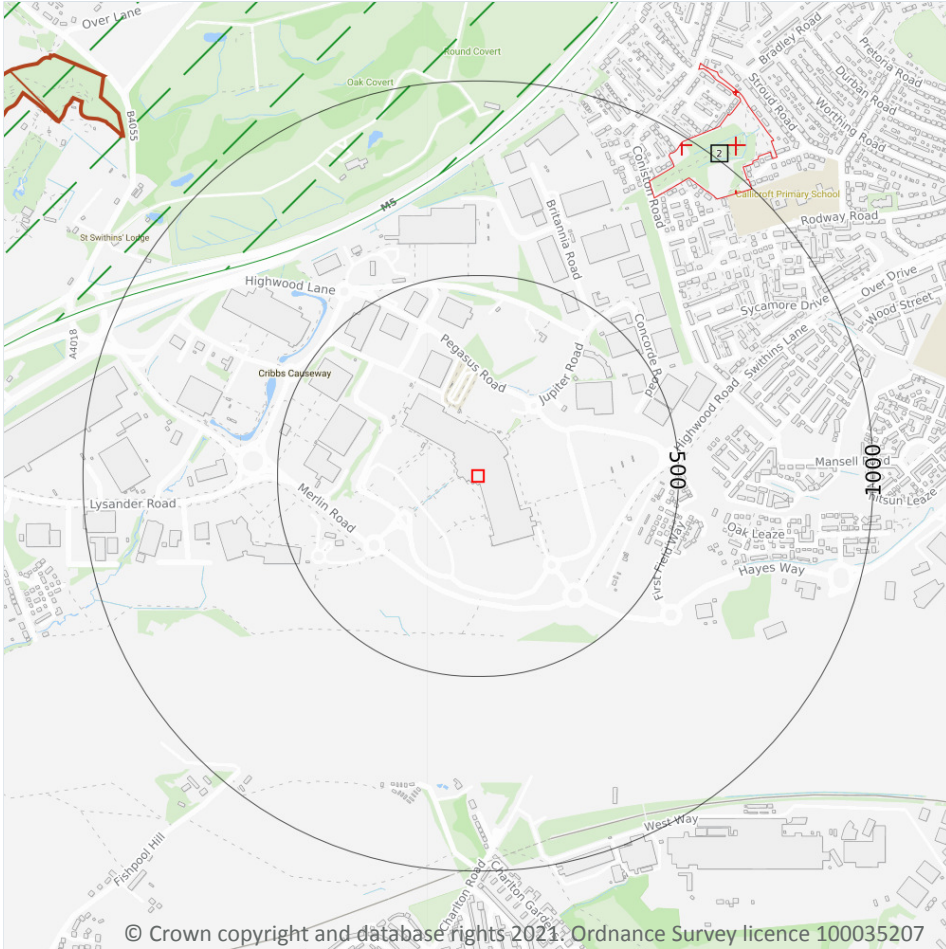 Over Lane
Bradley Road
Pretoria Road
Round Covert
Oak Covert
Durban Road
Stroud Road
Worthing Road
B4055
2
Coniston Road
Callicroft Primary School
M5
Britannia Road
Rodway Road
St Swithins' Lodge
Over Drive
Highwood Lane
Sycamore Drive
Wood Street
A4018
Concorde Road
Swithins Lane
Pegasus Road
Jupiter Road
Cribbs Causeway
Highwood Road
500
1000
Mansell Road
Merlin Road
Lysander Road
Oak Leaze
First Field Way
Hayes Way
West Way
Fishpool Hill
Charlton Road
Charlton Gardens
© Crown copyright and database rights 2021. Ordnance Survey licence 100035207